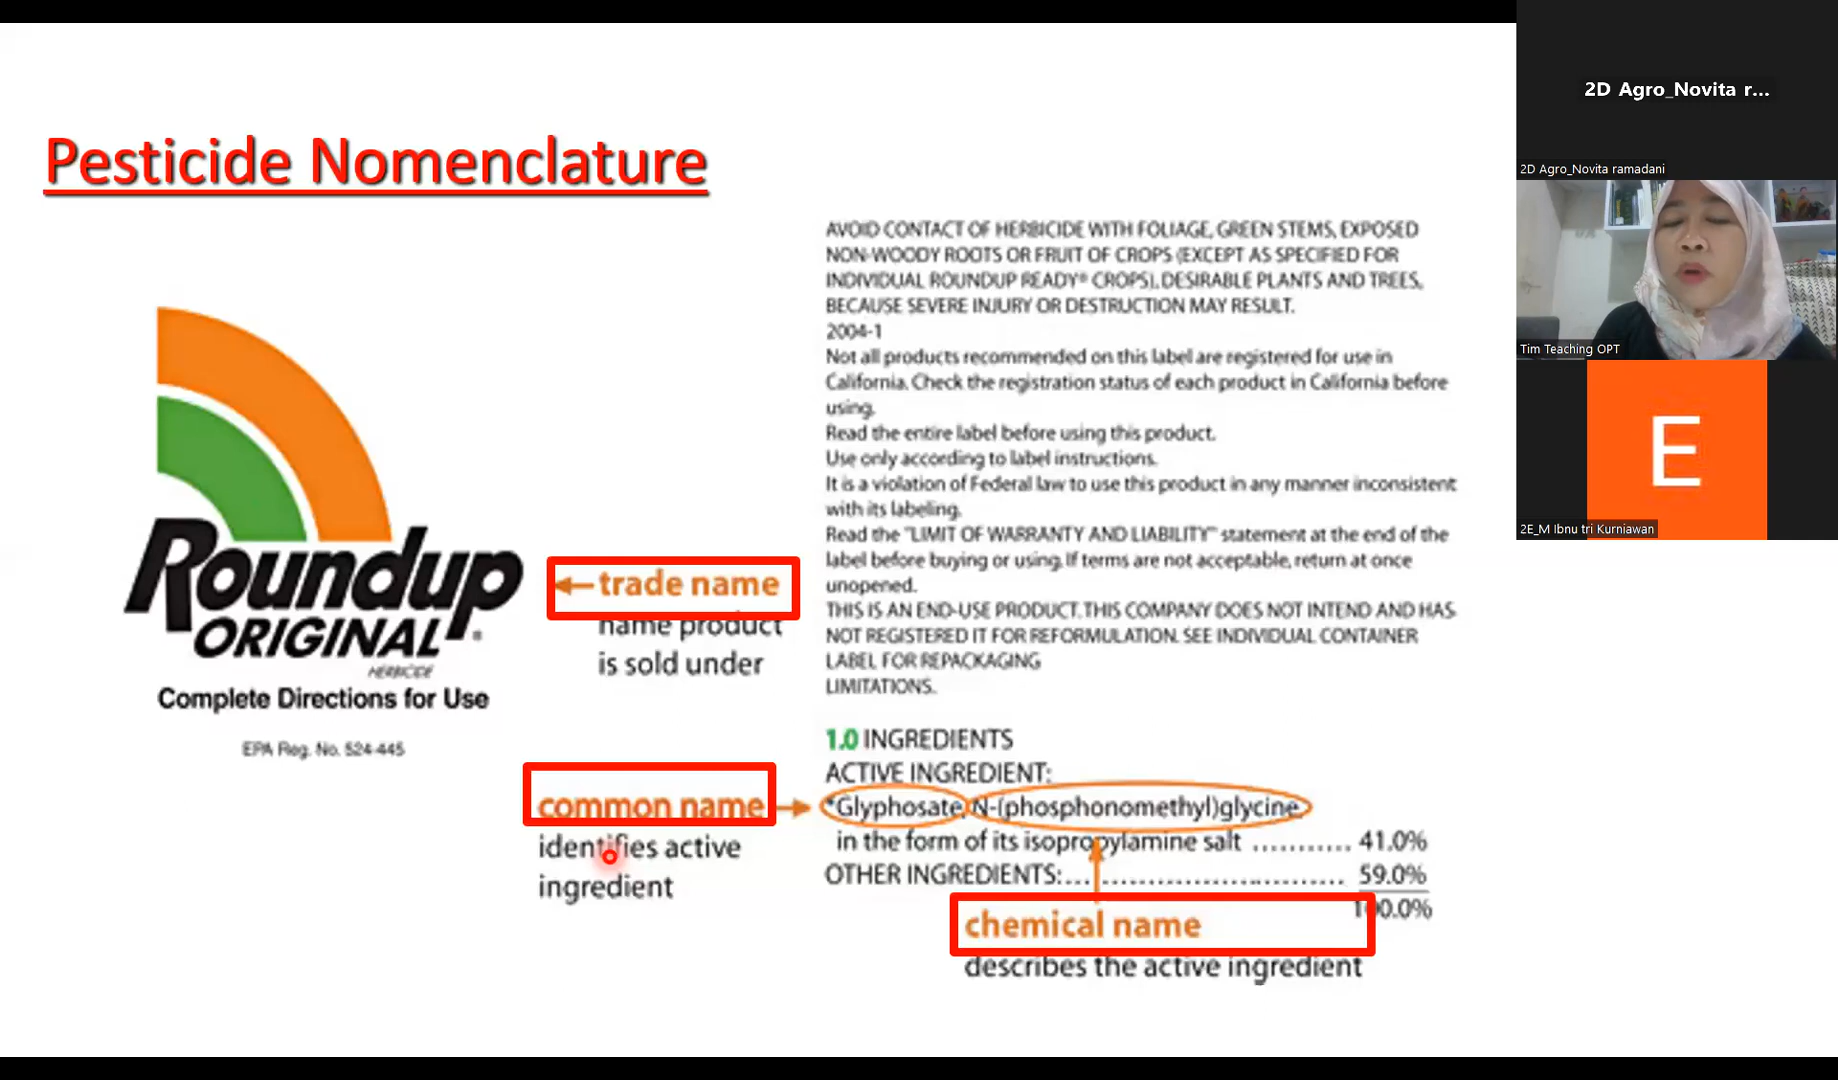 Pesticide Nomenclature
Roundup
ORIGINAL®
HERBICIDE
Complete Directions for Use
EPA Reg. No. 524-445
trade name
name product
is sold under
common name
identifies active
ingredient
AVOID CONTACT OF HERBICIDE WITH FOLIAGE, GREEN STEMS, EXPOSED
NON-WOODY ROOTS OR FRUIT OF CROPS (EXCEPT AS SPECIFIED FOR
INDIVIDUAL ROUNDUP READY® CROPS), DESIRABLE PLANTS AND TREES,
BECAUSE SEVERE INJURY OR DESTRUCTION MAY RESULT.
2004-1
Not all products recommended on this label are registered for use in
California. Check the registration status of each product in California before
using.
Read the entire label before using this product.
Use only according to label instructions.
It is a violation of Federal law to use this product in any manner inconsistent
with its labeling.
Read the "LIMIT OF WARRANTY AND LIABILITY" statement at the end of the
label before buying or using. If terms are not acceptable, return at once
unopened.
THIS IS AN END-USE PRODUCT. THIS COMPANY DOES NOT INTEND AND HAS
NOT REGISTERED IT FOR REFORMULATION. SEE INDIVIDUAL CONTAINER
LABEL FOR REPACKAGING
LIMITATIONS.
1.0 INGREDIENTS
ACTIVE INGREDIENT:
*Glyphosate, N-(phosphonomethyl)glycine,
in the form of its isopropylamine salt ........... 41.0%
OTHER INGREDIENTS:............................ 59.0%
100.0%
chemical name
describes the active ingredient
2D Agro_Novita r...
2D Agro_Novita ramadani
Tim Teaching OPT
E
2E_M Ibnu tri Kurniawan